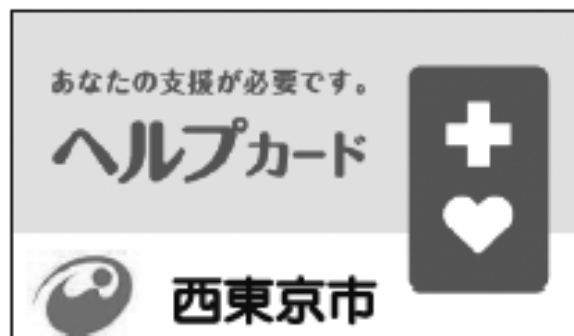 あなたの支援が必要です。
ヘルプカード
西東京市